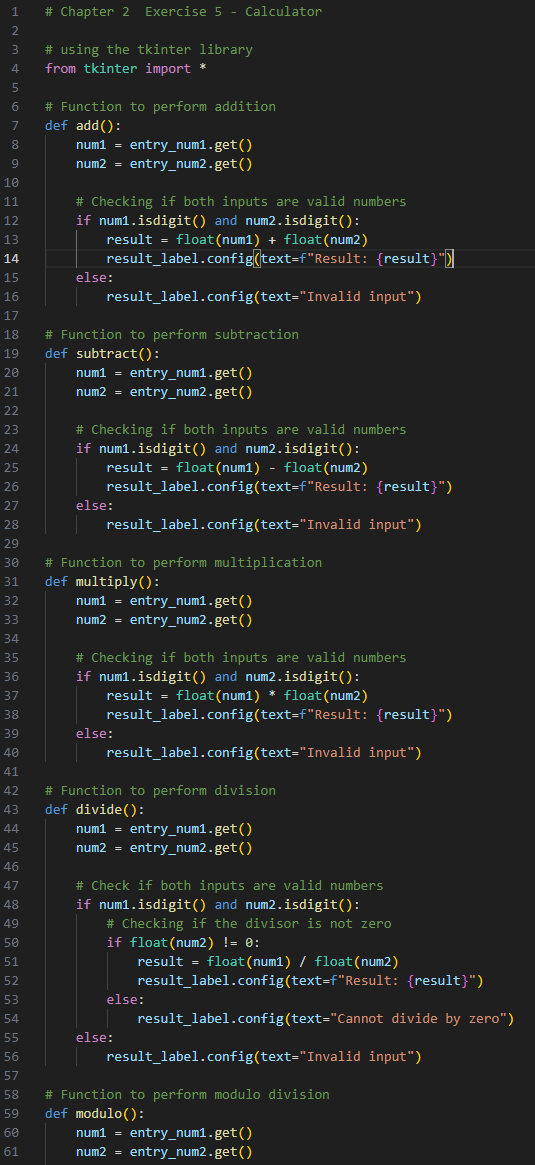 1 # Chapter 2  Exercise 5 - Calculator
2
3 # using the tkinter library
4 from tkinter import *
5
6 # Function to perform addition
7 def add():
8     num1 = entry_num1.get()
9     num2 = entry_num2.get()
10
11     # Checking if both inputs are valid numbers
12     if num1.isdigit() and num2.isdigit():
13         result = float(num1) + float(num2)
14         result_label.config(text=f"Result: {result}")
15     else:
16         result_label.config(text="Invalid input")
17
18 # Function to perform subtraction
19 def subtract():
20     num1 = entry_num1.get()
21     num2 = entry_num2.get()
22
23     # Checking if both inputs are valid numbers
24     if num1.isdigit() and num2.isdigit():
25         result = float(num1) - float(num2)
26         result_label.config(text=f"Result: {result}")
27     else:
28         result_label.config(text="Invalid input")
29
30 # Function to perform multiplication
31 def multiply():
32     num1 = entry_num1.get()
33     num2 = entry_num2.get()
34
35     # Checking if both inputs are valid numbers
36     if num1.isdigit() and num2.isdigit():
37         result = float(num1) * float(num2)
38         result_label.config(text=f"Result: {result}")
39     else:
40         result_label.config(text="Invalid input")
41
42 # Function to perform division
43 def divide():
44     num1 = entry_num1.get()
45     num2 = entry_num2.get()
46
47     # Check if both inputs are valid numbers
48     if num1.isdigit() and num2.isdigit():
49         # Checking if the divisor is not zero
50         if float(num2) != 0:
51             result = float(num1) / float(num2)
52             result_label.config(text=f"Result: {result}")
53         else:
54             result_label.config(text="Cannot divide by zero")
55     else:
56         result_label.config(text="Invalid input")
57
58 # Function to perform modulo division
59 def modulo():
60     num1 = entry_num1.get()
61     num2 = entry_num2.get()